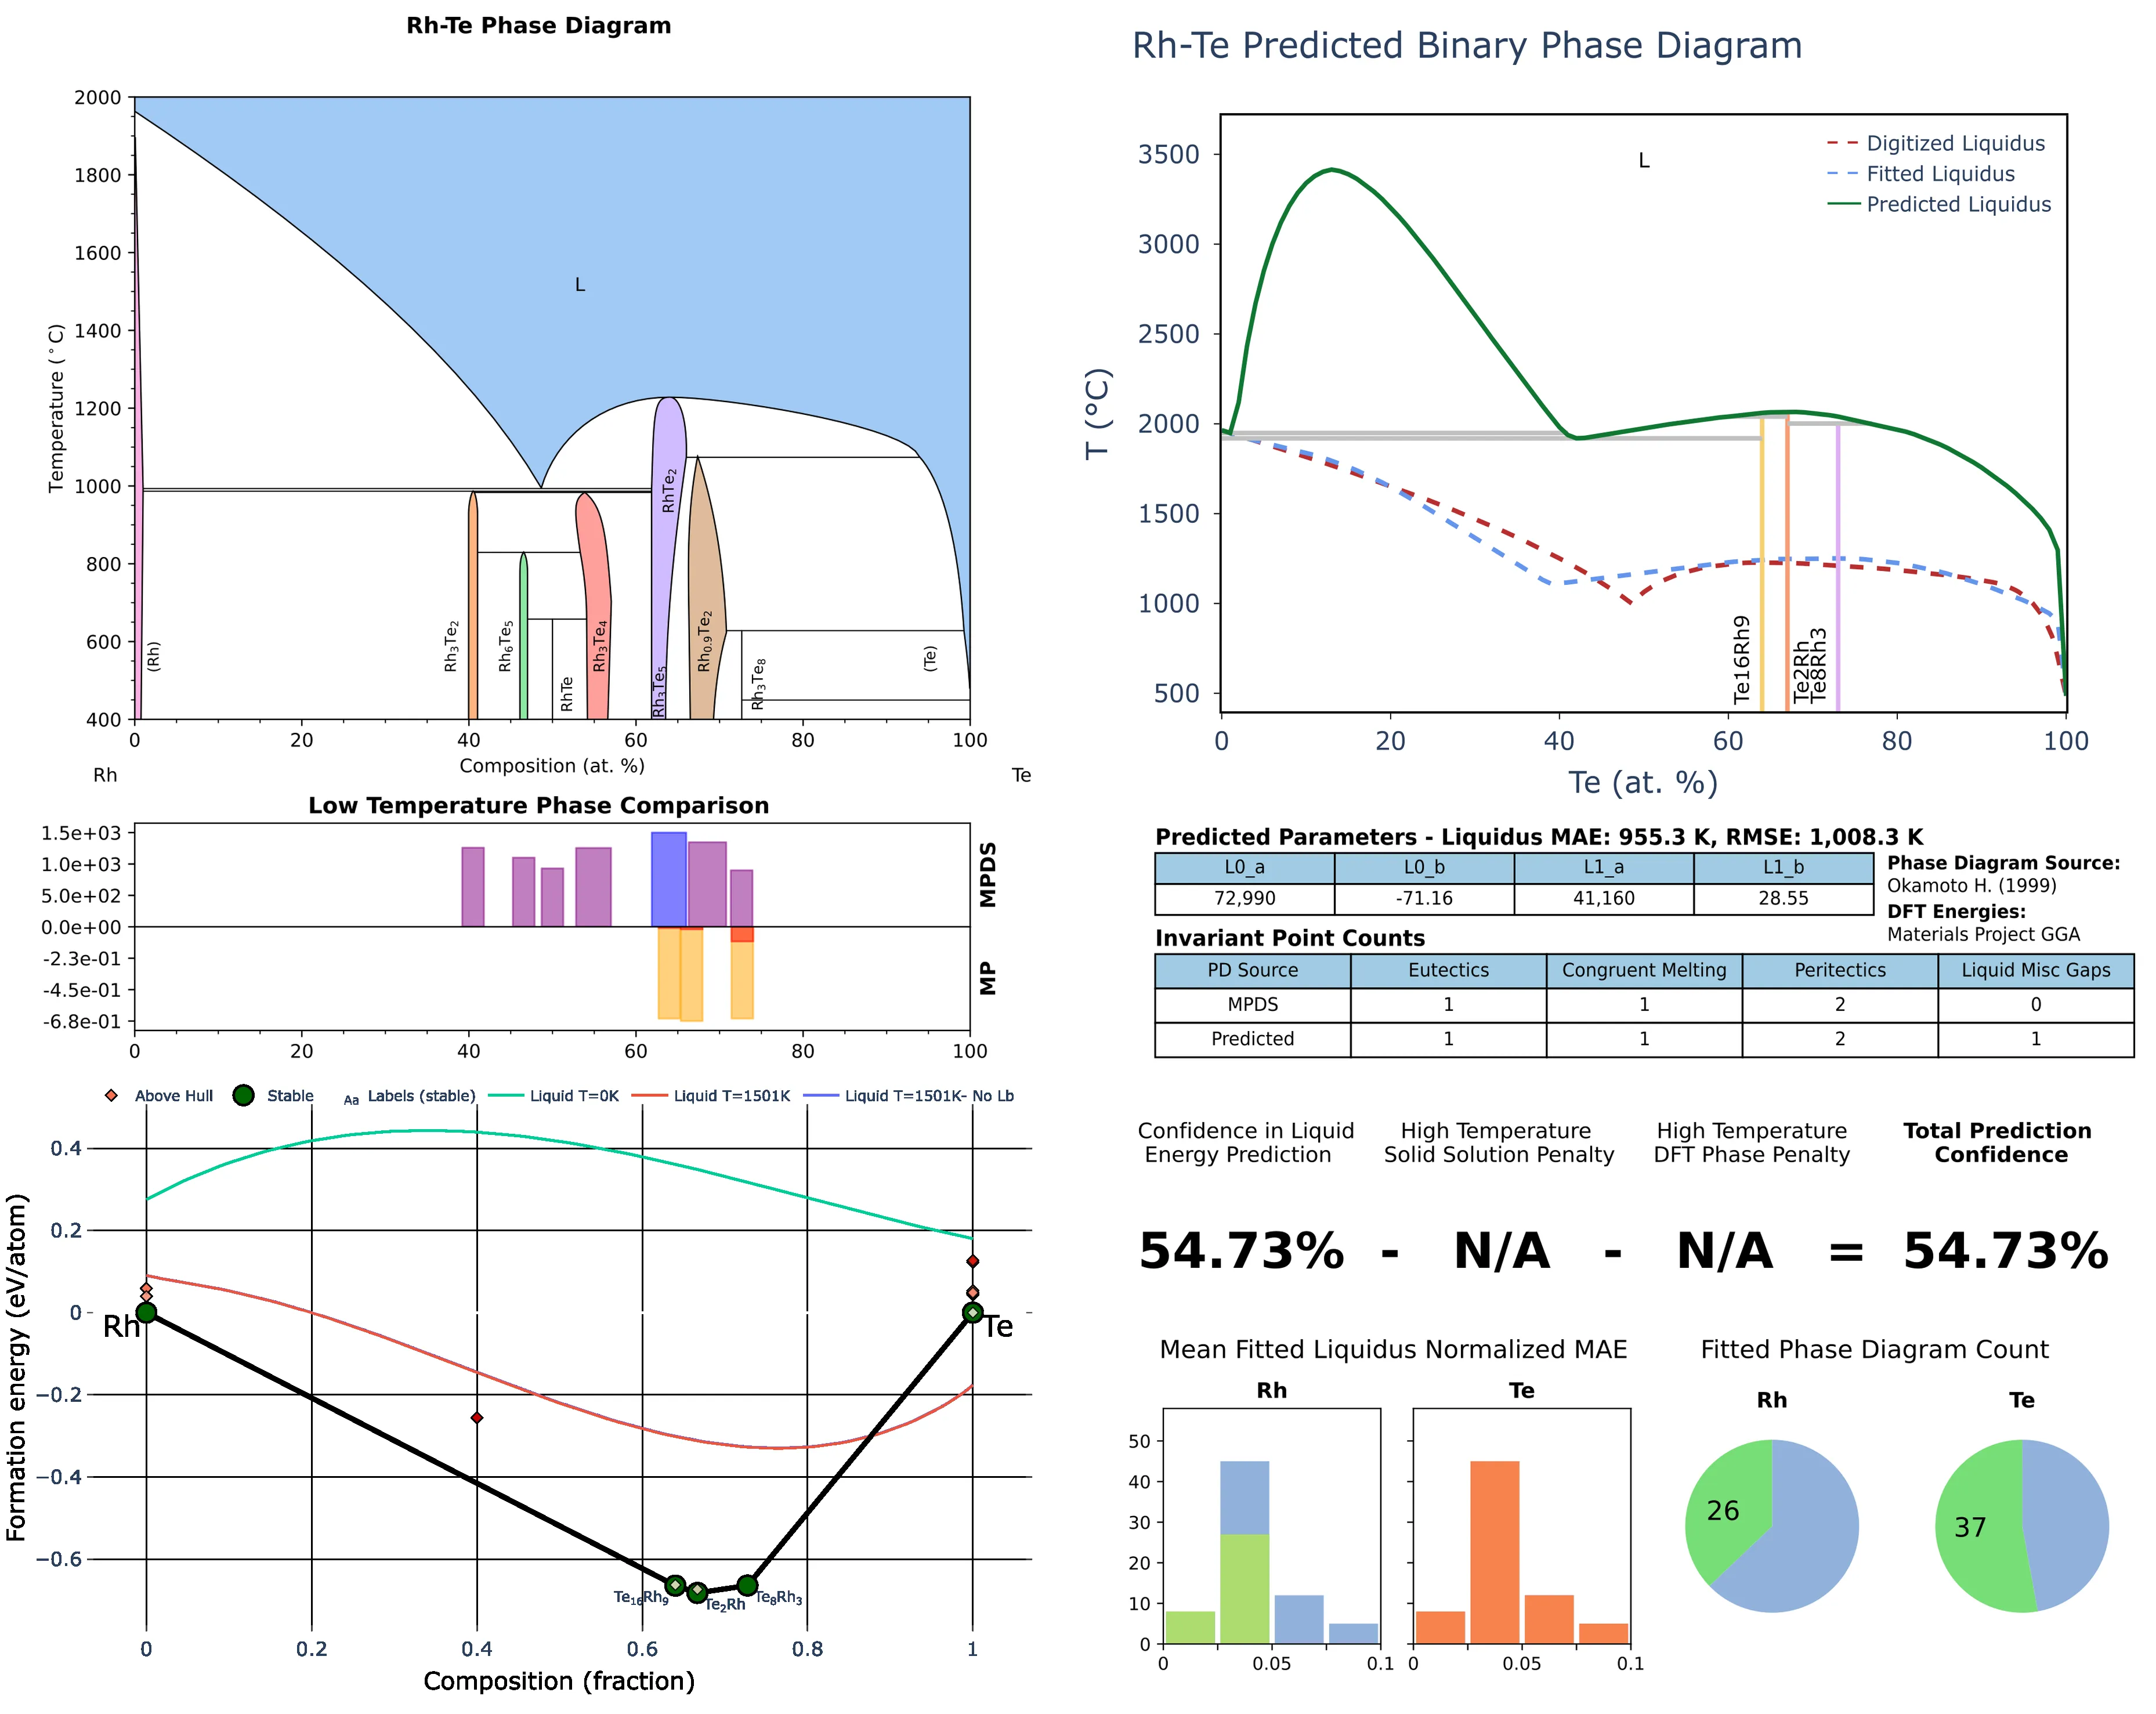 Rh-Te Phase Diagram
2000
1800
1600
1400
1200
1000
800
600
400
Temperature (°C)
L
(Rh)
Rh3Te2
Rh6Te5
RhTe
Rh3Te4
Rh3Te5
RhTe2
Rh0.9Te2
Rh3Te8
(Te)
0 20 40 60 80 100
Composition (at. %)
Rh Te
Low Temperature Phase Comparison
1.5e+03
1.0e+03
5.0e+02
0.0e+00
-2.3e-01
-4.5e-01
-6.8e-01
MPDS
MP
0 20 40 60 80 100
Above Hull Stable Aa Labels (stable) Liquid T=0K Liquid T=1501K Liquid T=1501K- No Lb
0.4
0.2
0
−0.2
−0.4
−0.6
Formation energy (eV/atom)
Rh
Te
Te16Rh9
Te2Rh
Te8Rh3
0 0.2 0.4 0.6 0.8 1
Composition (fraction)
Rh-Te Predicted Binary Phase Diagram
3500
3000
2500
2000
1500
1000
500
T (°C)
L
Digitized Liquidus
Fitted Liquidus
Predicted Liquidus
Te16Rh9
Te2Rh
Te8Rh3
0 20 40 60 80 100
Te (at. %)
Predicted Parameters - Liquidus MAE: 955.3 K, RMSE: 1,008.3 K
L0_a L0_b L1_a L1_b
72,990 -71.16 41,160 28.55
Phase Diagram Source:
Okamoto H. (1999)
DFT Energies:
Materials Project GGA
Invariant Point Counts
PD Source Eutectics Congruent Melting Peritectics Liquid Misc Gaps
MPDS 1 1 2 0
Predicted 1 1 2 1
Confidence in Liquid
Energy Prediction
High Temperature
Solid Solution Penalty
High Temperature
DFT Phase Penalty
Total Prediction
Confidence
54.73% - N/A - N/A = 54.73%
Mean Fitted Liquidus Normalized MAE
Rh Te
50
40
30
20
10
0
0 0.05 0.1
0 0.05 0.1
Fitted Phase Diagram Count
Rh Te
26
37